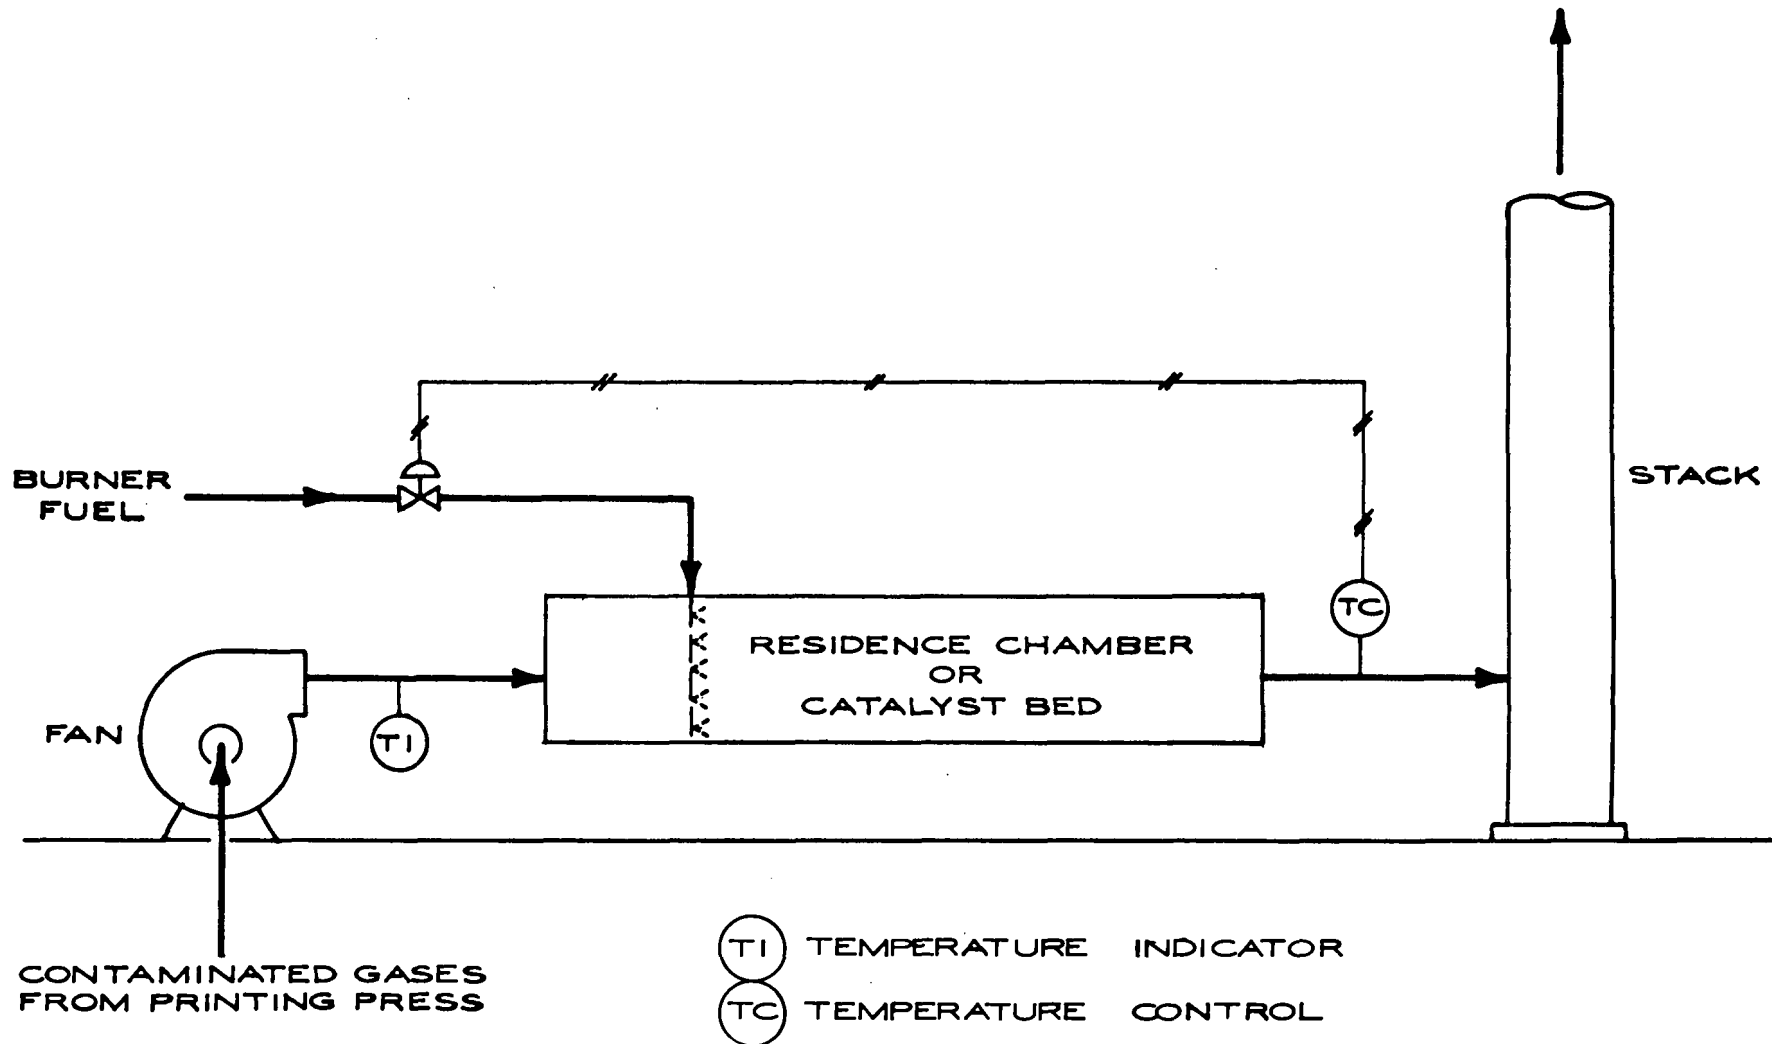 BURNER
FUEL
STACK
TC
RESIDENCE CHAMBER
OR
CATALYST BED
FAN
TI
CONTAMINATED GASES
FROM PRINTING PRESS
TI TEMPERATURE INDICATOR
TC TEMPERATURE CONTROL